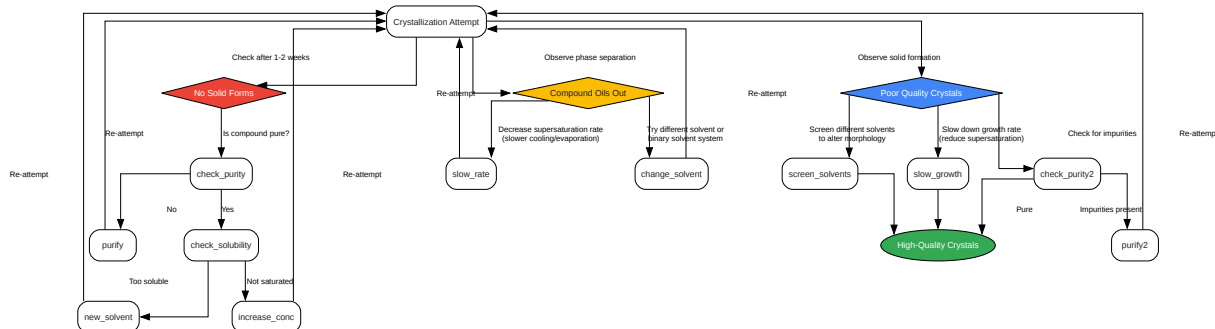 Crystallization Attempt
Check after 1-2 weeks
Observe phase separation
Observe solid formation
No Solid Forms
Re-attempt
Compound Oils Out
Re-attempt
Poor Quality Crystals
Re-attempt
Is compound pure?
Decrease supersaturation rate
(slower cooling/evaporation)
Try different solvent or
binary solvent system
Screen different solvents
to alter morphology
Slow down growth rate
(reduce supersaturation)
Check for impurities
Re-attemp
Re-attempt
check_purity
Re-attempt
slow_rate
change_solvent
screen_solvents
slow_growth
check_purity2
No
Yes
Pure
Impurities present
purify
check_solubility
High-Quality Crystals
purify2
Too soluble
Not saturated
new_solvent
increase_conc